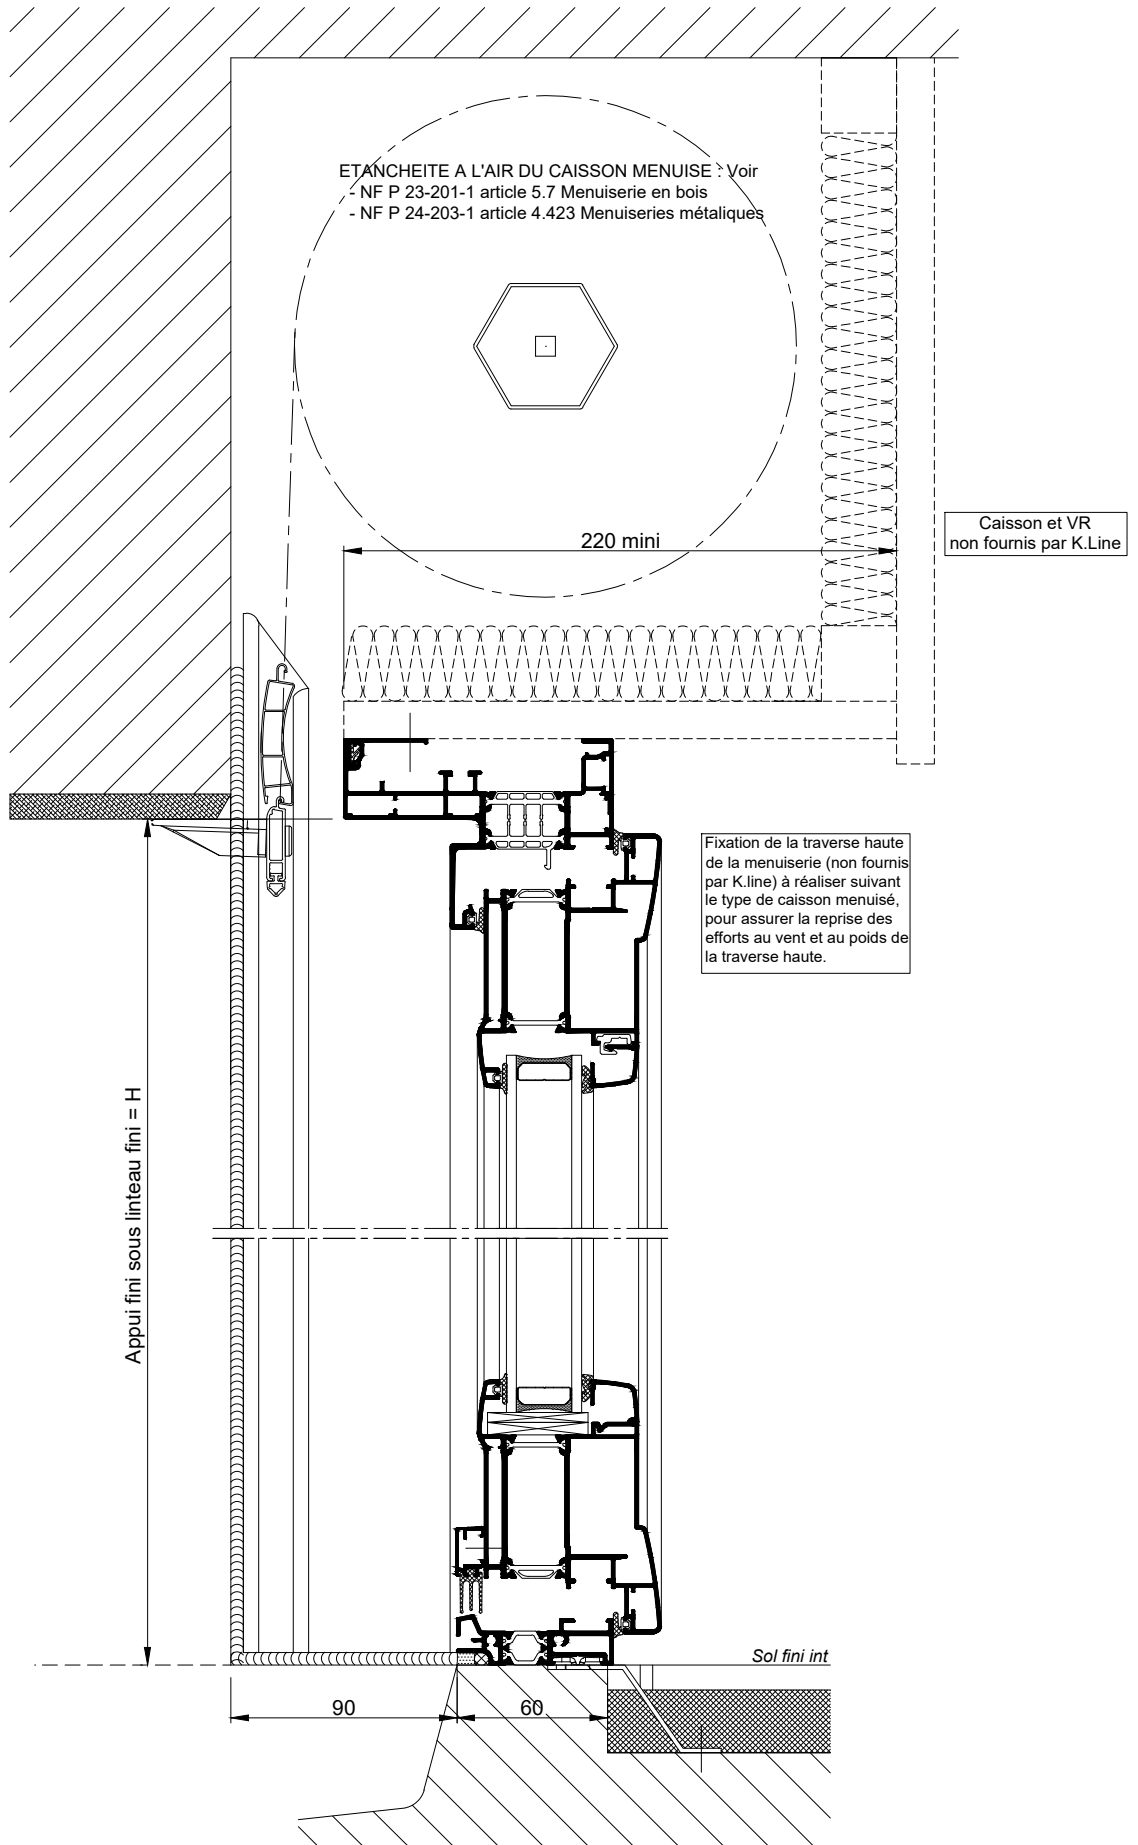 ETANCHEITE A L'AIR DU CAISSON MENUISE : Voir
- NF P 23-201-1 article 5.7 Menuiserie en bois
- NF P 24-203-1 article 4.423 Menuiseries métaliques
220 mini
Caisson et VR
non fournis par K.Line
Fixation de la traverse haute
de la menuiserie (non fournis
par K.line) à réaliser suivant
le type de caisson menuisé,
pour assurer la reprise des
efforts au vent et au poids de
la traverse haute.
Appui fini sous linteau fini = H
Sol fini int
90
60